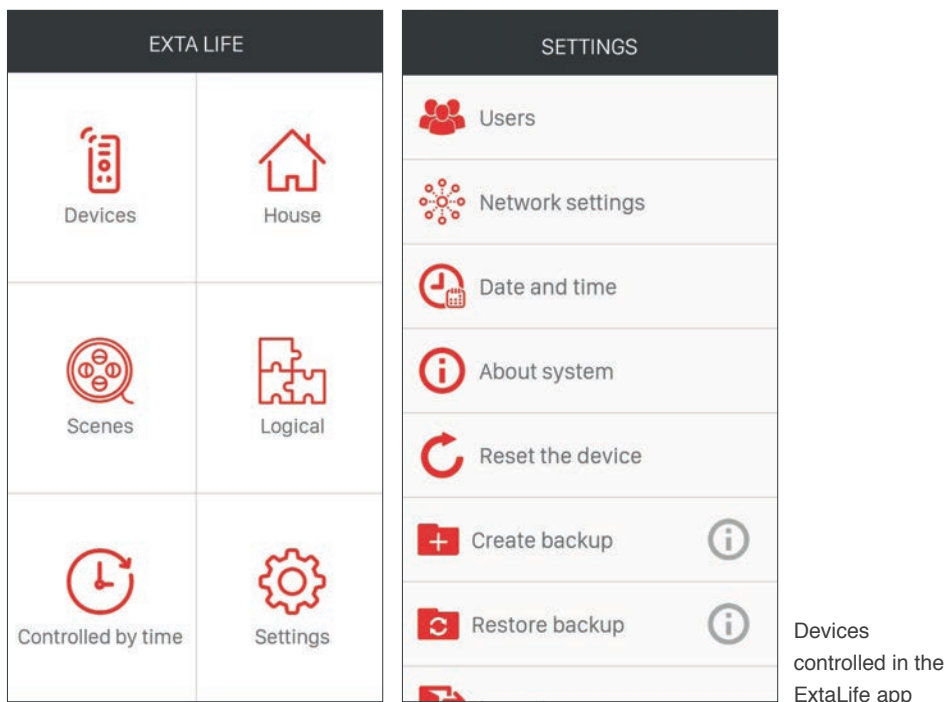 EXTA LIFE
Devices
House
Scenes
Logical
Controlled by time
Settings
SETTINGS
Users
Network settings
Date and time
About system
Reset the device
Create backup
Restore backup
Devices
controlled in the
ExtaLife app